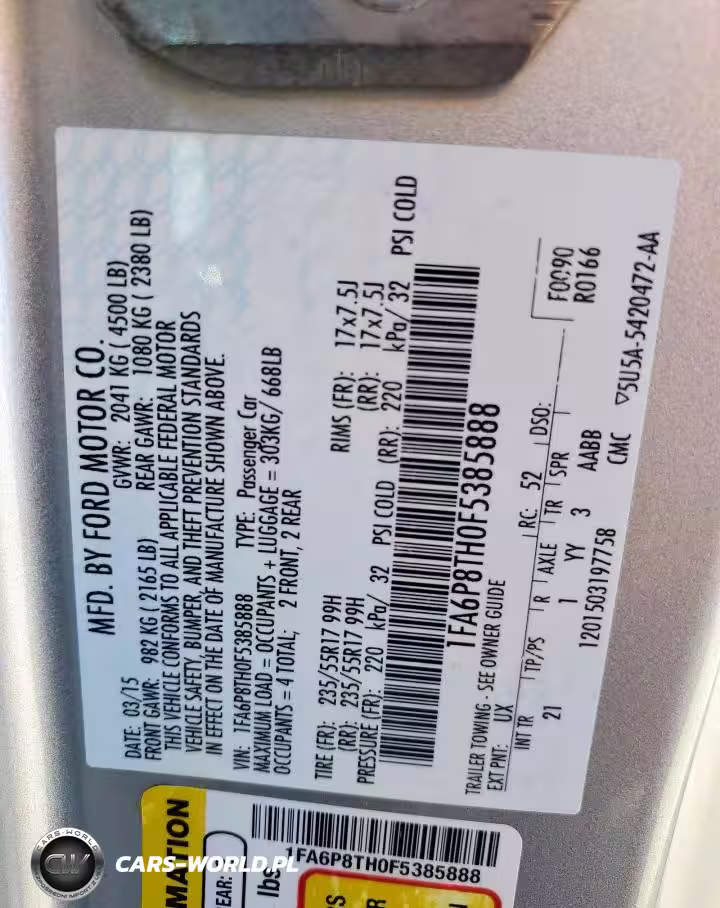 MFD. BY FORD MOTOR CO.
DATE: 03/15 GVWR: 2041 KG ( 4500 LB)
FRONT GAWR: 982 KG ( 2165 LB) REAR GAWR: 1080 KG ( 2380 LB)
THIS VEHICLE CONFORMS TO ALL APPLICABLE FEDERAL MOTOR
VEHICLE SAFETY, BUMPER, AND THEFT PREVENTION STANDARDS
IN EFFECT ON THE DATE OF MANUFACTURE SHOWN ABOVE.
VIN: 1FA6P8TH0F5385888 TYPE: Passenger Car
MAXIMUM LOAD = OCCUPANTS + LUGGAGE = 303KG/ 668LB
OCCUPANTS = 4 TOTAL; 2 FRONT, 2 REAR
TIRE (FR): 235/55R17 99H RIMS (FR): 17x7.5J
(RR): 235/55R17 99H (RR): 17x7.5J
PRESSURE (FR): 220 kPa/ 32 PSI COLD (RR): 220 kPa/ 32 PSI COLD
1FA6P8TH0F5385888
TRAILER TOWING - SEE OWNER GUIDE
EXT PNT: UX RC: 52 DSO: F0090
R0166
INT TR TP/PS R AXLE TR SPR
21 1 YY 3 AABB
1201503197758 CMC ▽5U5A-5420472-AA
MATION
EAR:
lbs
1FA6P8TH0F5385888
CARS-WORLD
CW
CARS-WORLD.PL